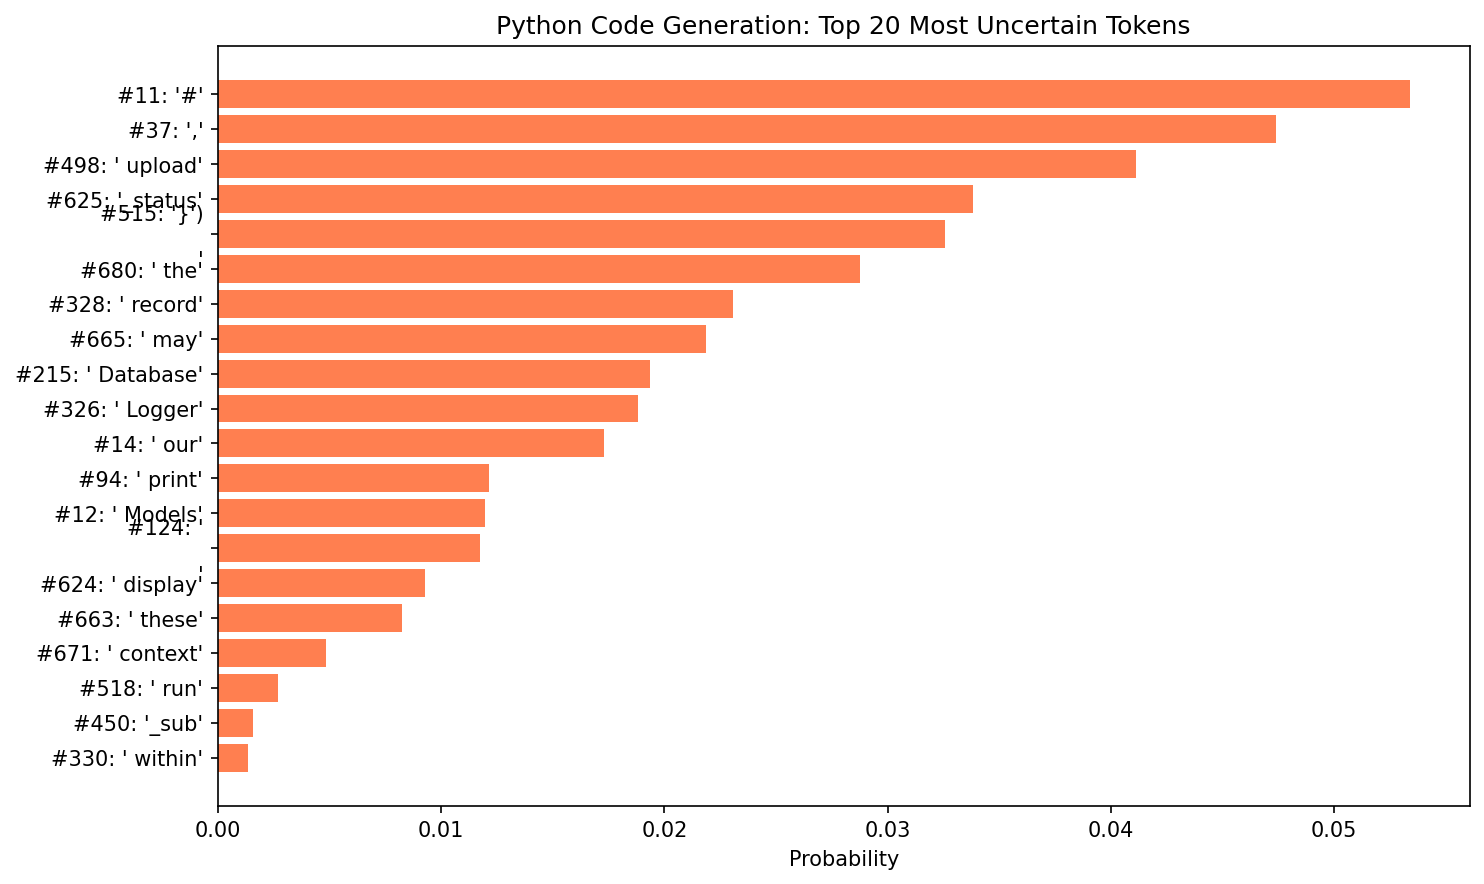 Python Code Generation: Top 20 Most Uncertain Tokens
#11: '#'
#37: ','
#498: ' upload'
#625: '_status'
#515: '}')
'
#680: ' the'
#328: ' record'
#665: ' may'
#215: ' Database'
#326: ' Logger'
#14: ' our'
#94: ' print'
#12: ' Models'
#124: '
'
#624: ' display'
#663: ' these'
#671: ' context'
#518: ' run'
#450: '_sub'
#330: ' within'
0.00 0.01 0.02 0.03 0.04 0.05
Probability